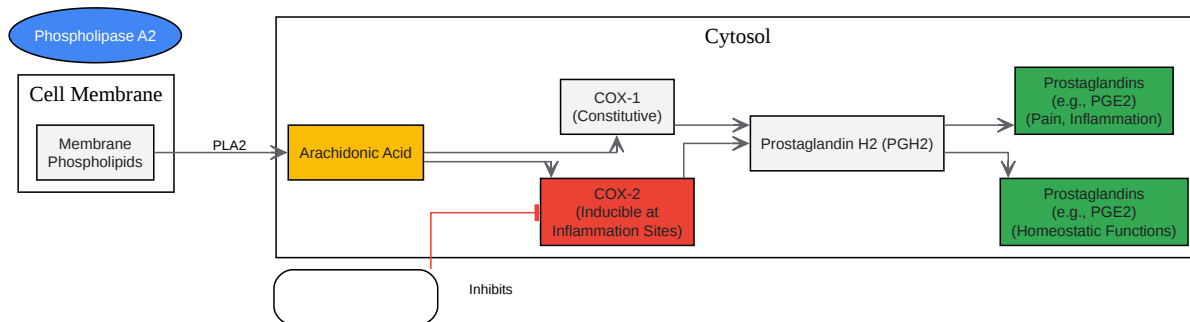 Phospholipase A2
Cytosol
Cell Membrane
Membrane
Phospholipids
PLA2
Arachidonic Acid
COX-1
(Constitutive)
COX-2
(Inducible at
Inflammation Sites)
Prostaglandin H2 (PGH2)
Prostaglandins
(e.g., PGE2)
(Pain, Inflammation)
Prostaglandins
(e.g., PGE2)
(Homeostatic Functions)
Inhibits